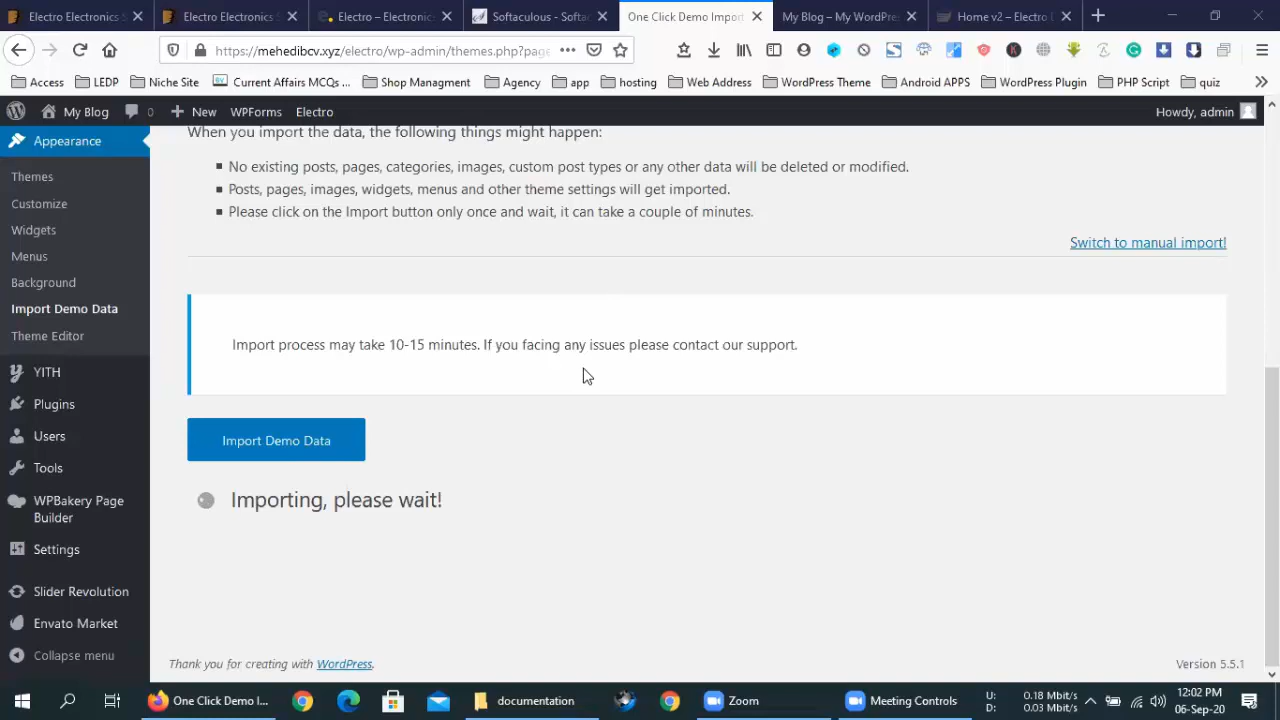 Electro Electronics S
Electro Electronics S
Electro – Electronics
Softaculous - Softac
One Click Demo Import
My Blog – My WordPres
Home v2 – Electro
https://mehedibcv.xyz/electro/wp-admin/themes.php?page
Access
LEDP
Niche Site
Current Affairs MCQs ...
Shop Managment
Agency
app
hosting
Web Address
WordPress Theme
Android APPS
WordPress Plugin
PHP Script
quiz
My Blog
0
New
WPForms
Electro
Howdy, admin
Appearance
Themes
Customize
Widgets
Menus
Background
Import Demo Data
Theme Editor
YITH
Plugins
Users
Tools
WPBakery Page
Builder
Settings
Slider Revolution
Envato Market
Collapse menu
When you import the data, the following things might happen:
No existing posts, pages, categories, images, custom post types or any other data will be deleted or modified.
Posts, pages, images, widgets, menus and other theme settings will get imported.
Please click on the Import button only once and wait, it can take a couple of minutes.
Switch to manual import!
Import process may take 10-15 minutes. If you facing any issues please contact our support.
Import Demo Data
Importing, please wait!
Thank you for creating with WordPress.
Version 5.5.1
One Click Demo I...
documentation
Zoom
Meeting Controls
U: 0.18 Mbit/s
D: 0.03 Mbit/s
12:02 PM
06-Sep-20